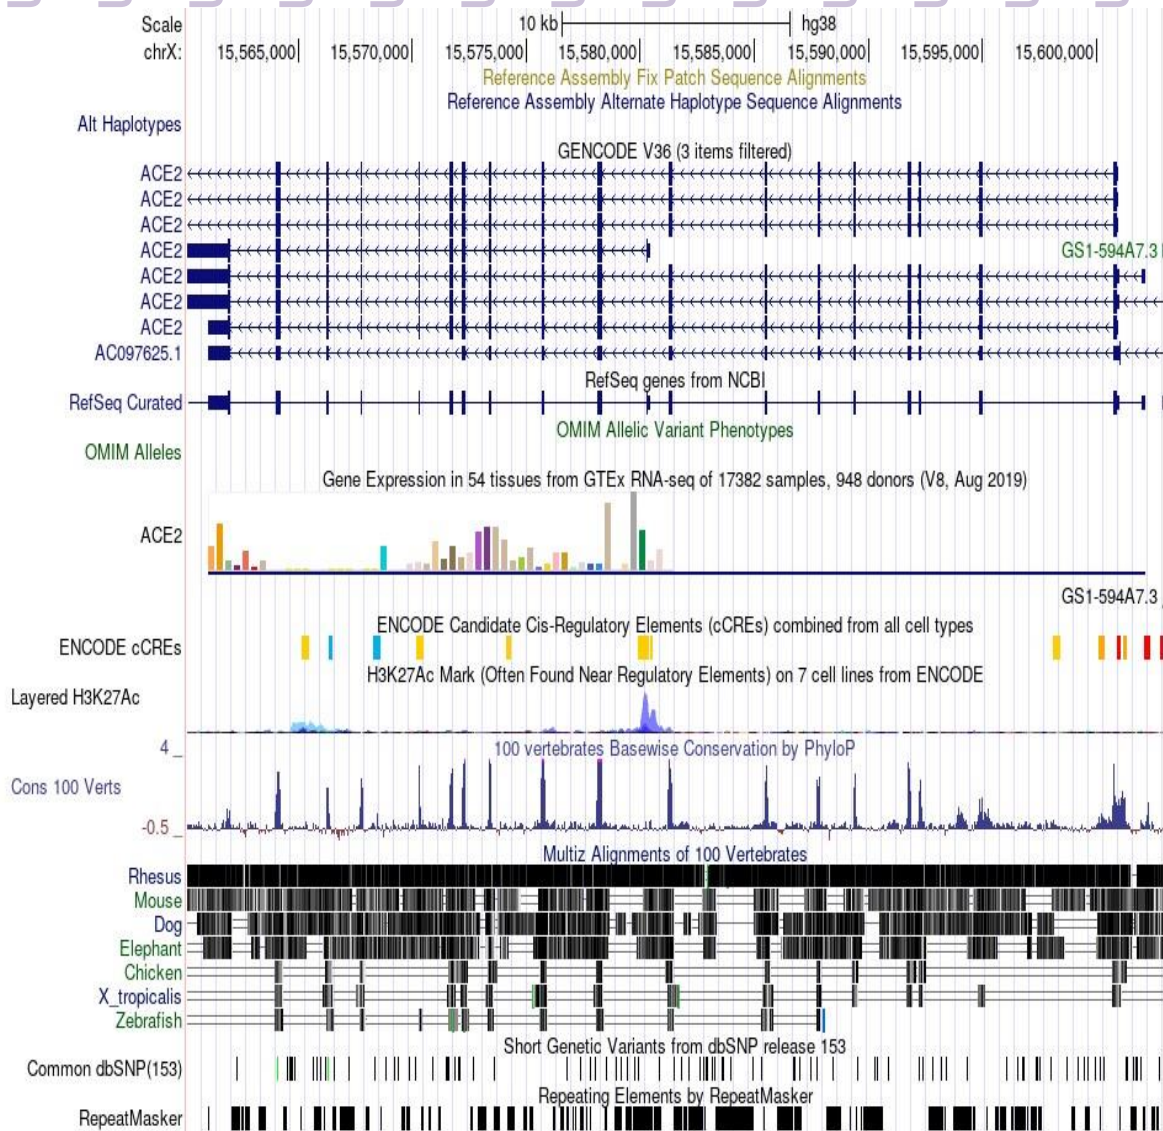 Scale 10 kb hg38
chrX: 15,565,000 15,570,000 15,575,000 15,580,000 15,585,000 15,590,000 15,595,000 15,600,000
Reference Assembly Fix Patch Sequence Alignments
Reference Assembly Alternate Haplotype Sequence Alignments
Alt Haplotypes
GENCODE V36 (3 items filtered)
ACE2
ACE2
ACE2
ACE2 GS1-594A7.3
ACE2
ACE2
ACE2
AC097625.1
RefSeq genes from NCBI
RefSeq Curated
OMIM Allelic Variant Phenotypes
OMIM Alleles
Gene Expression in 54 tissues from GTEx RNA-seq of 17382 samples, 948 donors (V8, Aug 2019)
ACE2
GS1-594A7.3
ENCODE Candidate Cis-Regulatory Elements (cCREs) combined from all cell types
ENCODE cCREs
H3K27Ac Mark (Often Found Near Regulatory Elements) on 7 cell lines from ENCODE
Layered H3K27Ac
4 _ 100 vertebrates Basewise Conservation by PhyloP
Cons 100 Verts
-0.5 _
Multiz Alignments of 100 Vertebrates
Rhesus
Mouse
Dog
Elephant
Chicken
X_tropicalis
Zebrafish
Short Genetic Variants from dbSNP release 153
Common dbSNP(153)
Repeating Elements by RepeatMasker
RepeatMasker